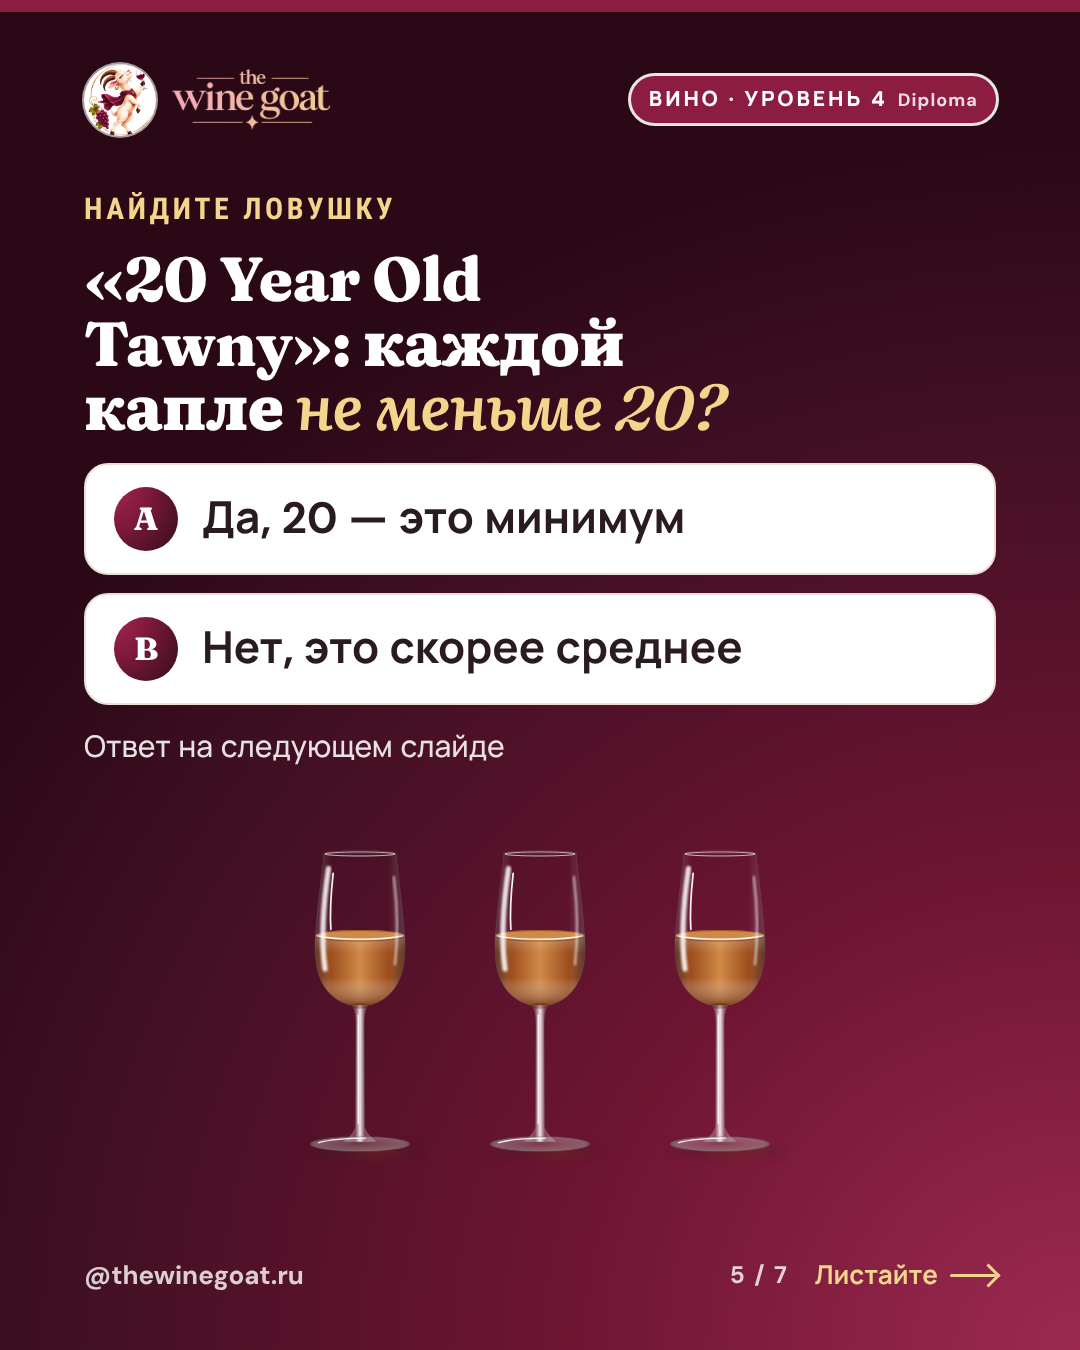 the
wine goat
ВИНО · УРОВЕНЬ 4 Diploma
НАЙДИТЕ ЛОВУШКУ
«20 Year Old
Tawny»: каждой
капле не меньше 20?
A Да, 20 — это минимум
B Нет, это скорее среднее
Ответ на следующем слайде
@thewinegoat.ru
5 / 7 Листайте